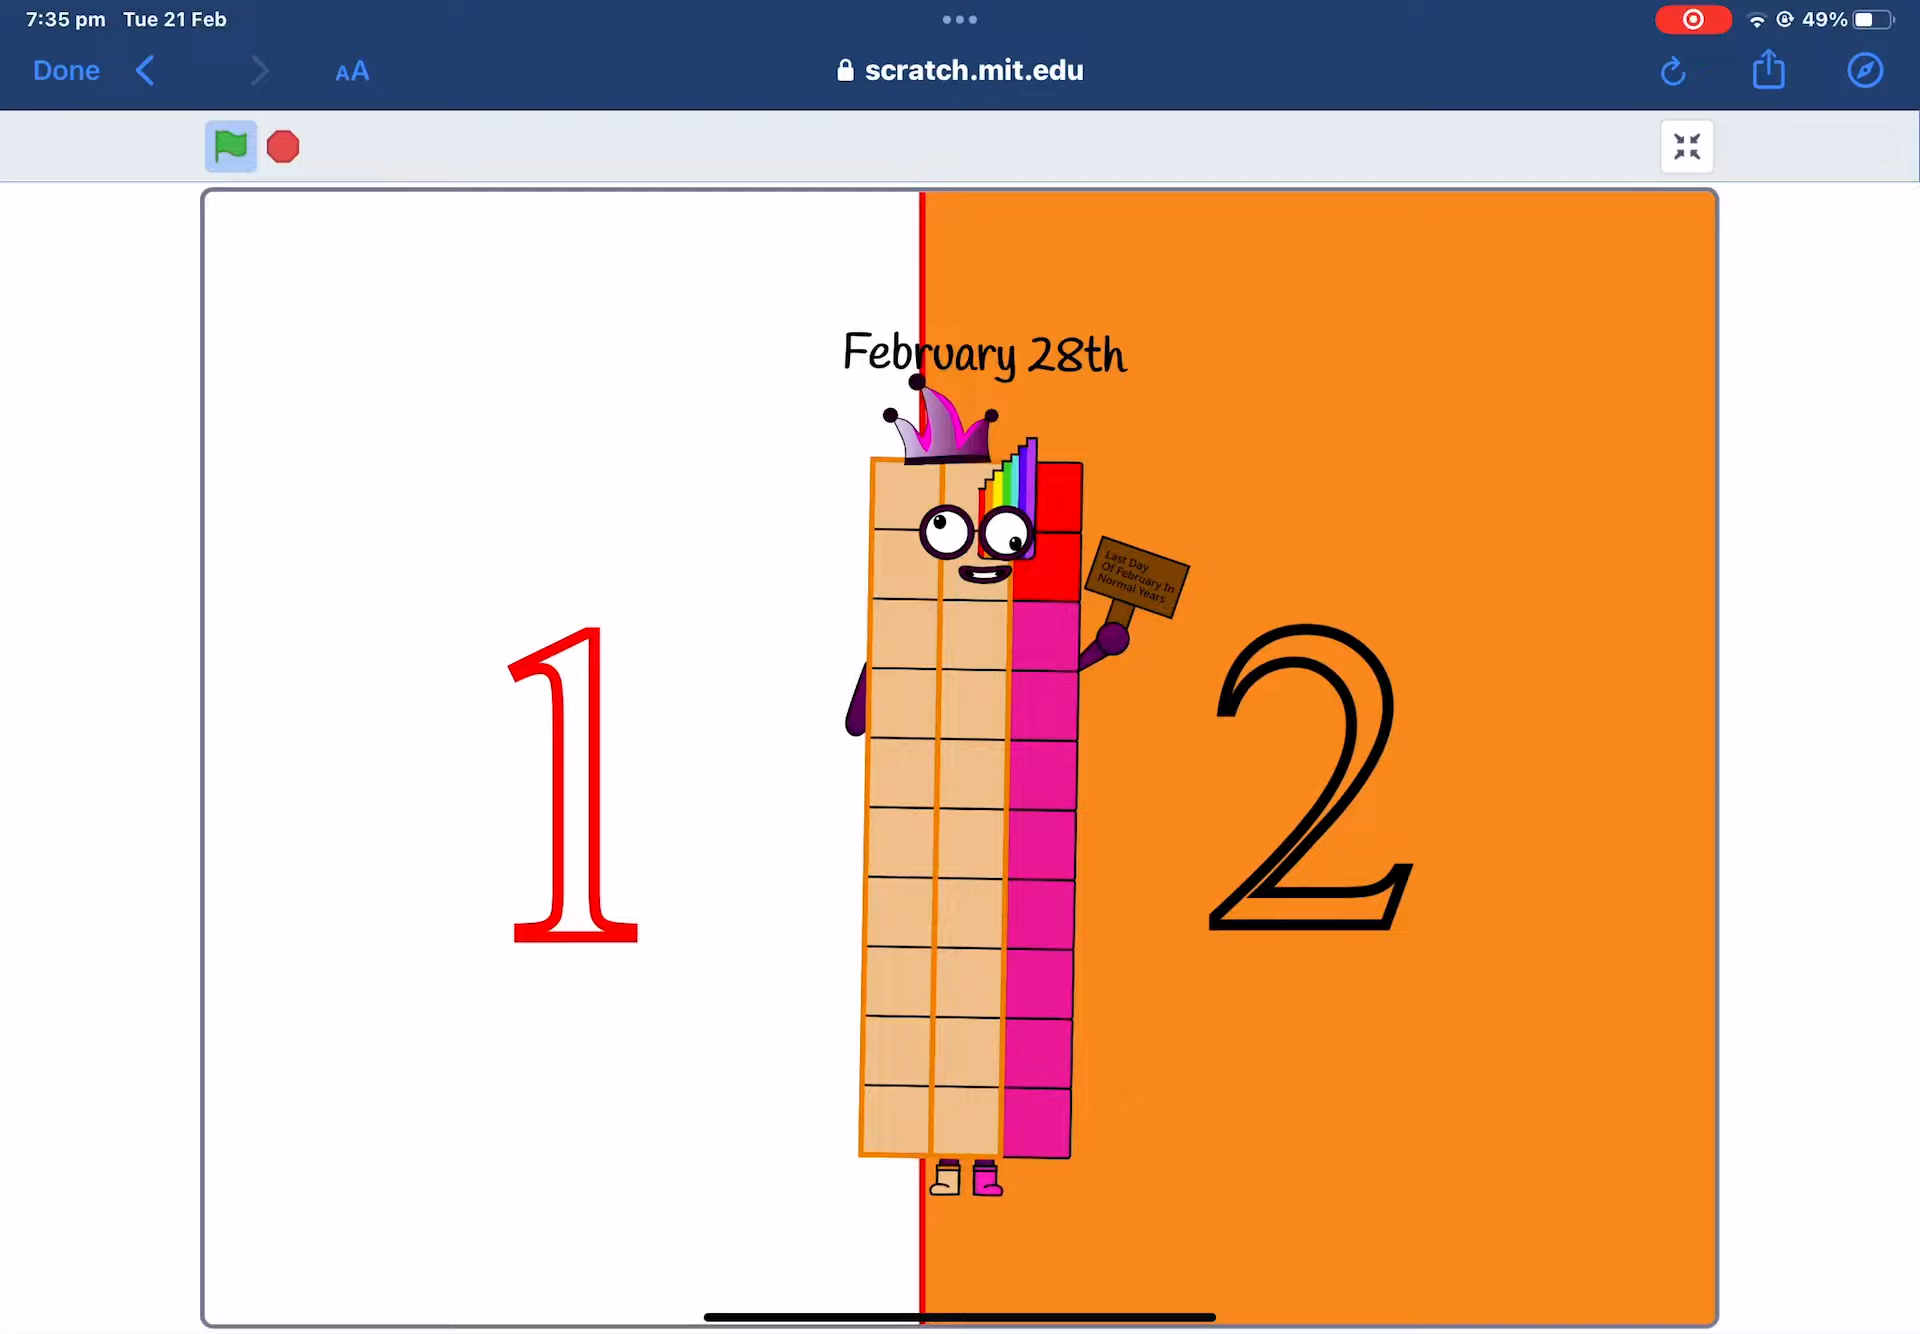 7:35 pm Tue 21 Feb
49%
Done
AA
scratch.mit.edu
February 28th
Last Day
Of February In
Normal Years
1
2